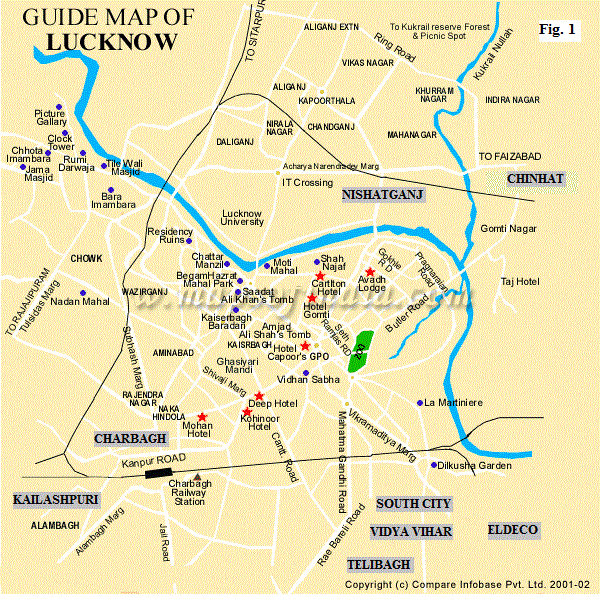 GUIDE MAP OF
LUCKNOW
Fig. 1
TO SITARPUR
ALIGANJ EXTN
To Kukrail reserve Forest
& Picnic Spot
Ring Road
Kukrail Nullah
VIKAS NAGAR
ALIGANJ
KAPOORTHALA
KHURRAM
NAGAR
INDIRA NAGAR
Picture
Gallary
Clock
Tower
NIRALA
NAGAR
CHANDGANJ
MAHANAGAR
DALIGANJ
Chhota
Imambara
Rumi
Darwaja
Tile Wali
Masjid
Jama
Masjid
Acharya Narendradev Marg
TO FAIZABAD
IT Crossing
CHINHAT
NISHATGANJ
Bara
Imambara
Lucknow
University
Residency
Ruins
Gomti Nagar
CHOWK
Chattar
Manzil
Moti
Mahal
Shah
Najaf
Gokhle
R D
Pragnarain
Road
TO RAJAJIPURAM
Tulsidas Marg
Nadan Mahal
WAZIRGANJ
BegamHazrat
Mahal Park
Saadat
Ali Khan's Tomb
Carltlon
Hotel
Avadh
Lodge
Taj Hotel
Hotel
Gomti
Butler Road
Kaiserbagh
Baradari
Amjad
Ali Shah's Tomb
Seth
Ramjas RD
Subhash Marg
KAISRBAGH
Hotel
Capoor's
GPO
ZOO
AMINABAD
Ghasiyari
Mandi
Shivaji Marg
Vidhan Sabha
RAJENDRA
NAGAR
NAKA
HINDOLA
Deep Hotel
La Martiniere
Mohan
Hotel
Kohinoor
Hotel
Vikramaditya Marg
Mahatna Gandhi Road
CHARBAGH
Kanpur ROAD
Cantt. Road
Dilkusha Garden
Charbagh
Railway
Station
KAILASHPURI
SOUTH CITY
ALAMBAGH
Alambagh Marg
Jail Road
Rae Bareli Road
VIDYA VIHAR
ELDECO
TELIBAGH
Copyright (c) Compare Infobase Pvt. Ltd. 2001-02